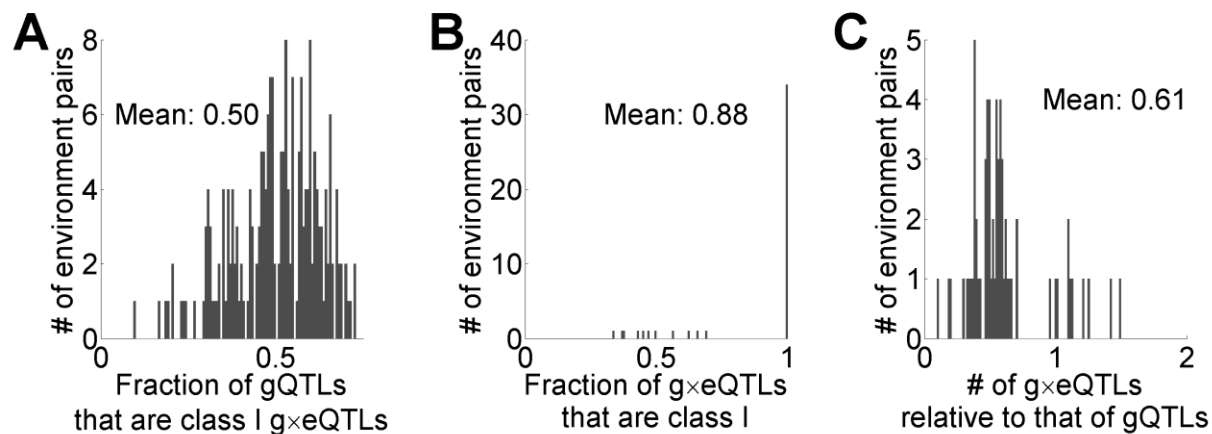 A
# of environment pairs
8
6
4
2
0
Mean: 0.50
0
0.5
Fraction of gQTLs
that are class I g×eQTLs
B
# of environment pairs
40
30
20
10
0
Mean: 0.88
0
0.5
1
Fraction of g×eQTLs
that are class I
C
# of environment pairs
5
4
3
2
1
0
Mean: 0.61
0
1
2
# of g×eQTLs
relative to that of gQTLs